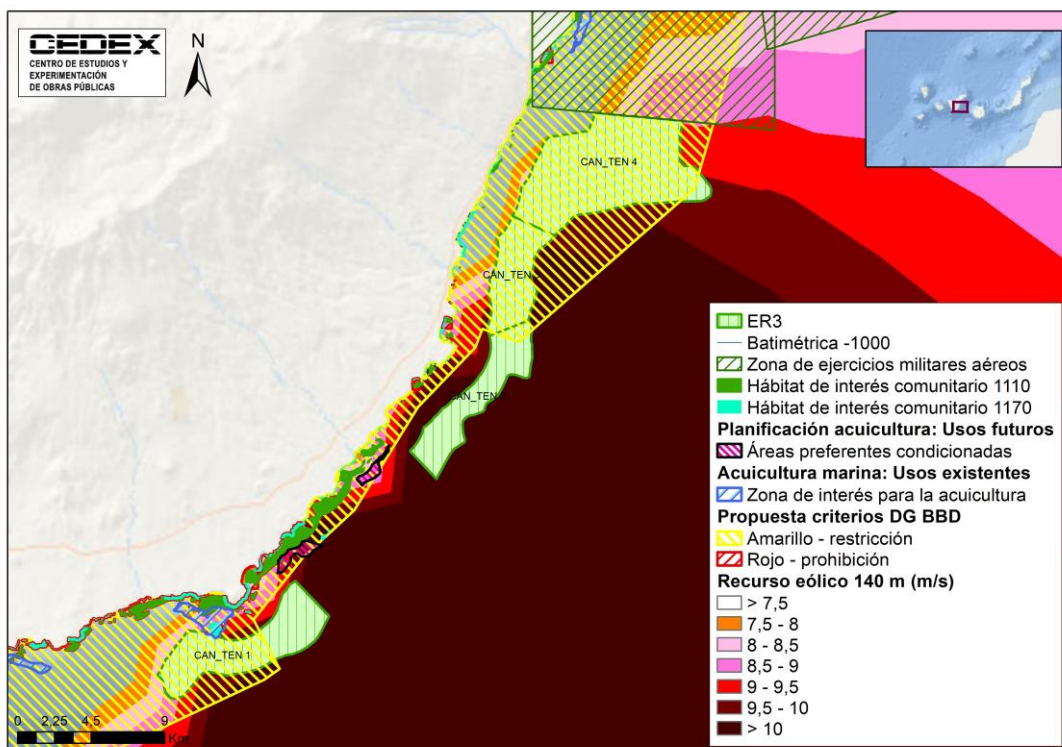 CEDEX
CENTRO DE ESTUDIOS Y
EXPERIMENTACIÓN
DE OBRAS PÚBLICAS
N
CAN_TEN 4
CAN_TEN
CAN_TEN
CAN_TEN 1
0 2,25 4,5 9
Km
ER3
Batimétrica -1000
Zona de ejercicios militares aéreos
Hábitat de interés comunitario 1110
Hábitat de interés comunitario 1170
Planificación acuicultura: Usos futuros
Áreas preferentes condicionadas
Acuicultura marina: Usos existentes
Zona de interés para la acuicultura
Propuesta criterios DG BBD
Amarillo - restricción
Rojo - prohibición
Recurso eólico 140 m (m/s)
> 7,5
7,5 - 8
8 - 8,5
8,5 - 9
9 - 9,5
9,5 - 10
> 10